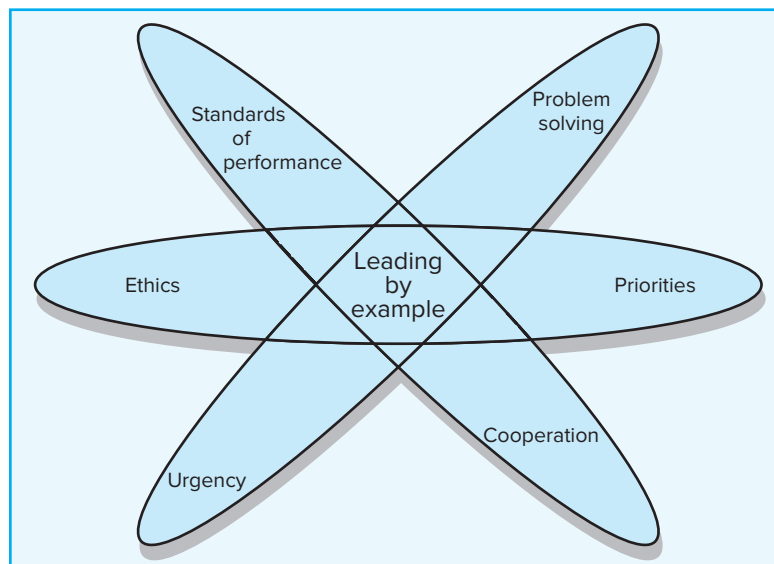 Standards
of
performance
Problem
solving
Leading
by
example
Ethics
Priorities
Cooperation
Urgency